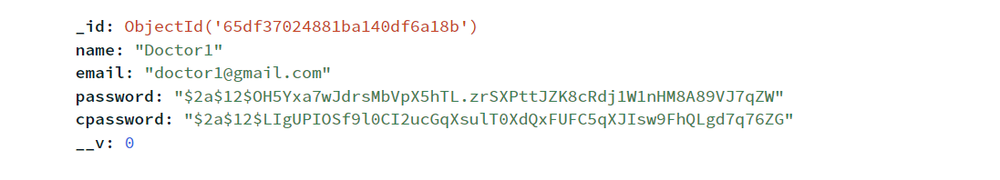 _id: ObjectId('65df37024881ba140df6a18b')
name: "Doctor1"
email: "doctor1@gmail.com"
password: "$2a$12$OH5Yxa7wJdrsMbVpX5hTL.zrSXPttJZK8cRdj1W1nHM8A89VJ7qZW"
cpassword: "$2a$12$LIgUPIOSf9l0CI2ucGqXsulT0XdQxFUFC5qXJIsw9FhQLgd7q76ZG"
__v: 0